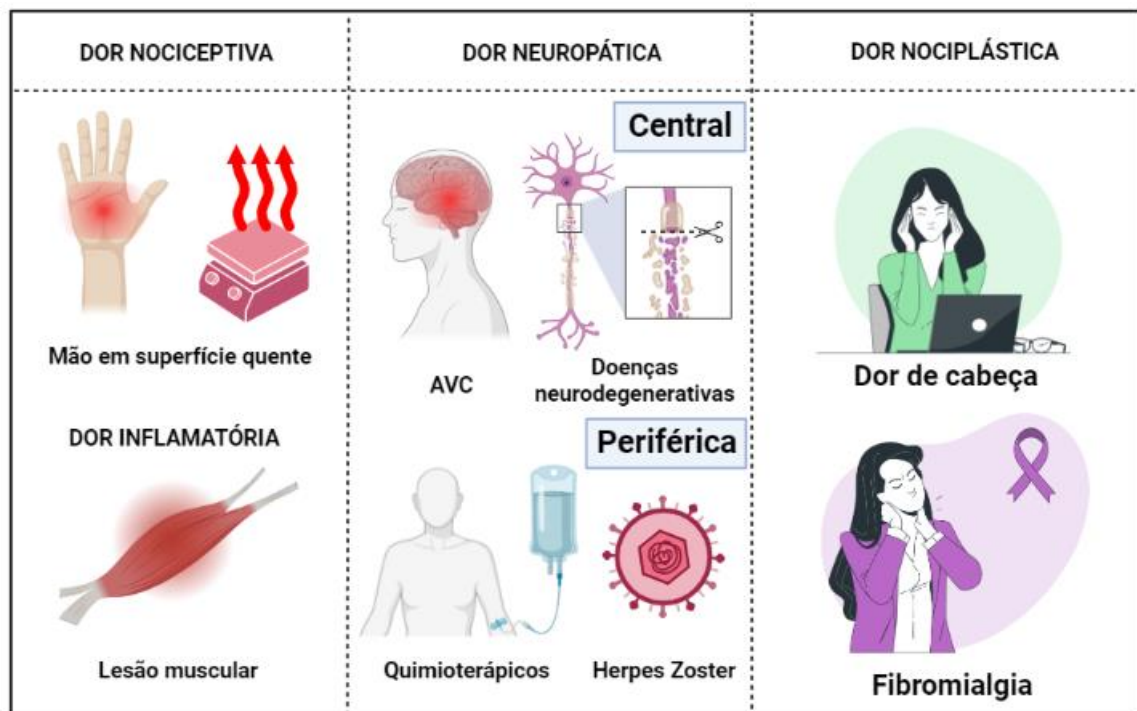 DOR NOCICEPTIVA
Mão em superfície quente
DOR INFLAMATÓRIA
Lesão muscular
DOR NEUROPÁTICA
Central
AVC
Doenças
neurodegenerativas
Periférica
Quimioterápicos
Herpes Zoster
DOR NOCIPLÁSTICA
Dor de cabeça
Fibromialgia